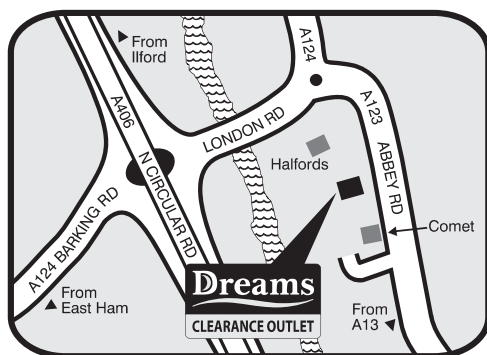 From
Ilford
A124
A406
LONDON RD
A123
ABBEY RD
Halfords
N CIRCULAR RD
Comet
A124 BARKING RD
From
East Ham
Dreams
CLEARANCE OUTLET
From
A13